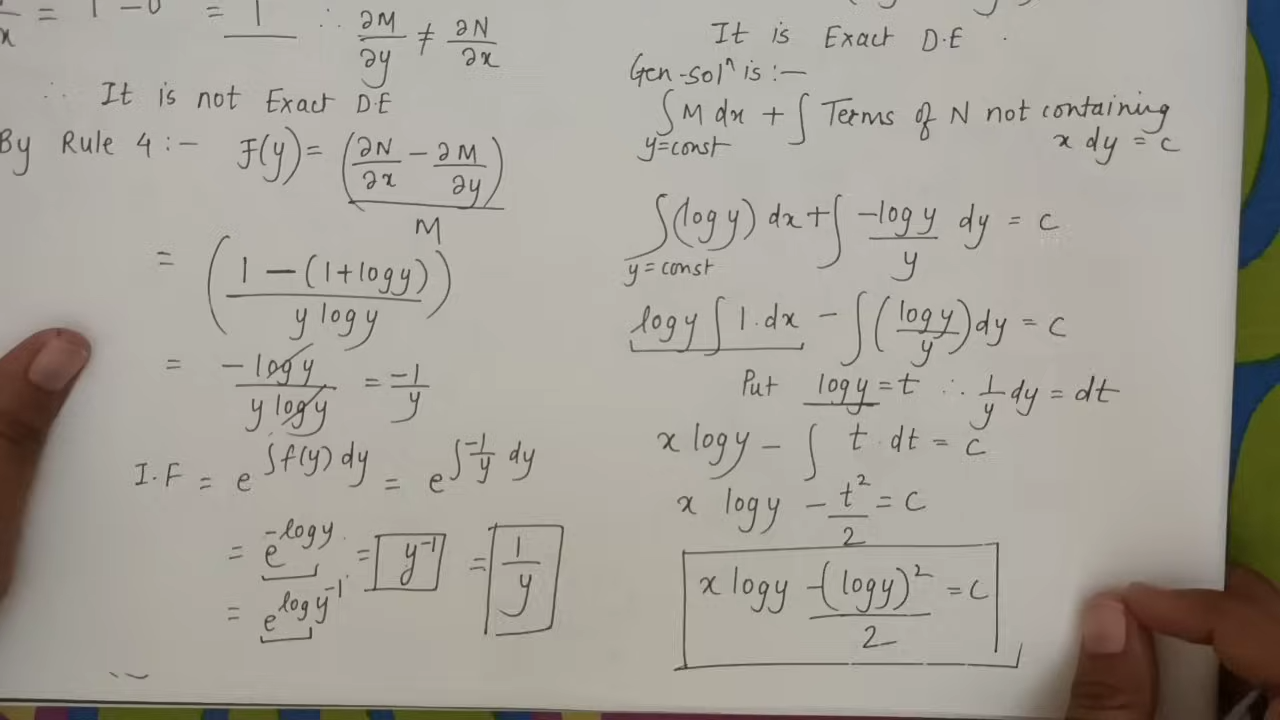 x = 1 - 0 = 1 ∴ ∂M/∂y ≠ ∂N/∂x
∴ It is not Exact D.E
By Rule 4 :- F(y) = (∂N/∂x - ∂M/∂y)/M
= (1 - (1 + log y)/y log y)
= -log y/y log y = -1/y
I.F = e^∫f(y) dy = e^∫-1/y dy
= e^-log y = y^-1 = 1/y
= e^log y^-1
It is Exact D.E .
Gen-solⁿ is :-
∫ M dx + ∫ Terms of N not containing
y=const x dy = c
∫(log y) dx + ∫ -log y/y dy = c
y=const
log y ∫ 1.dx - ∫(log y/y) dy = c
Put log y = t ∴ 1/y dy = dt
x log y - ∫ t . dt = c
x log y - t²/2 = c
x log y - (log y)²/2 = c